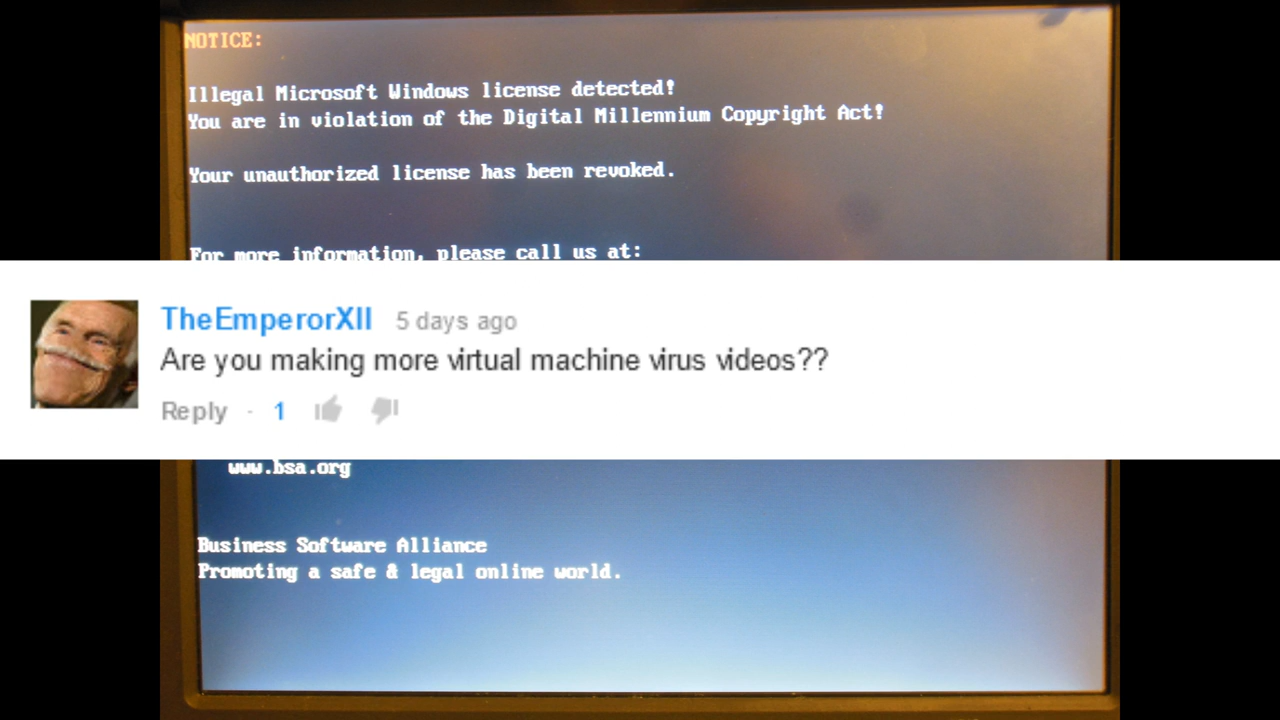 NOTICE:
Illegal Microsoft Windows license detected!
You are in violation of the Digital Millennium Copyright Act!
Your unauthorized license has been revoked.
For more information, please call us at:
TheEmperorXII 5 days ago
Are you making more virtual machine virus videos??
Reply · 1
www.bsa.org
Business Software Alliance
Promoting a safe & legal online world.